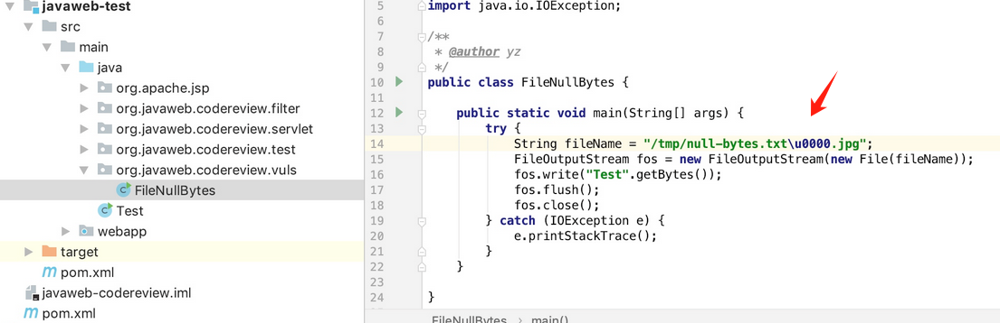 javaweb-test
src
main
java
org.apache.jsp
org.javaweb.codereview.filter
org.javaweb.codereview.servlet
org.javaweb.codereview.test
org.javaweb.codereview.vuls
FileNullBytes
Test
webapp
target
pom.xml
javaweb-codereview.iml
pom.xml
5 import java.io.IOException;
6
7 /**
8 * @author yz
9 */
10 public class FileNullBytes {
11
12 public static void main(String[] args) {
13 try {
14 String fileName = "/tmp/null-bytes.txt\u0000.jpg";
15 FileOutputStream fos = new FileOutputStream(new File(fileName));
16 fos.write("Test".getBytes());
17 fos.flush();
18 fos.close();
19 } catch (IOException e) {
20 e.printStackTrace();
21 }
22 }
23
24 }
FileNullBytes › main()